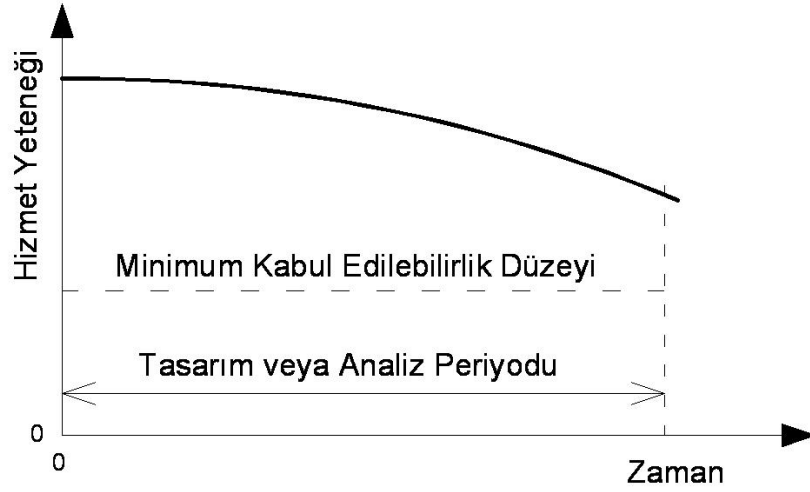 Hizmet Yeteneği
Minimum Kabul Edilebilirlik Düzeyi
Tasarım veya Analiz Periyodu
0
0
Zaman